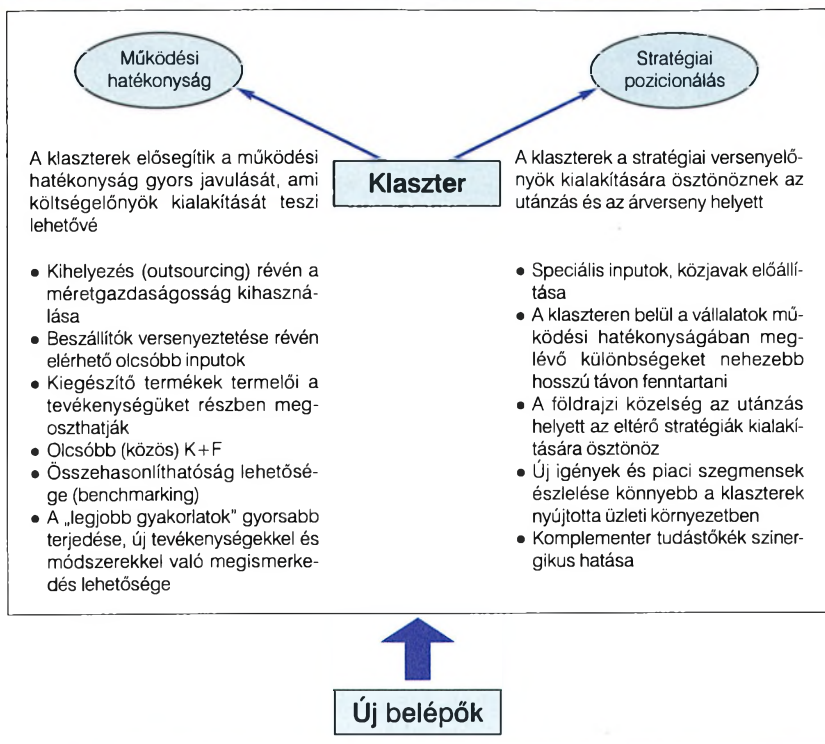 Működési
hatékonyság
Stratégiai
pozicionálás
Klaszter
A klaszterek elősegítik a működési
hatékonyság gyors javulását, ami
költségelőnyök kialakítását teszi
lehetővé
• Kihelyezés (outsourcing) révén a
méretgazdaságosság kihasználá-
lása
• Beszállítók versenyeztetése révén
elérhető olcsóbb inputok
• Kiegészítő termékek termelői a
tevékenységüket részben meg-
oszthatják
• Olcsóbb (közös) K+F
• Összehasonlíthatóság lehetősé-
ge (benchmarking)
• A „legjobb gyakorlatok” gyorsabb
terjedése, új tevékenységekkel és
módszerekkel való megismerke-
dés lehetősége
A klaszterek a stratégiai versenyelő-
nyök kialakítására ösztönöznek az
utánzás és az árverseny helyett
• Speciális inputok, közjavak előállí-
tása
• A klaszteren belül a vállalatok mű-
ködési hatékonyságában meg-
lévő különbségeket nehezebb
hosszú távon fenntartani
• A földrajzi közelség az utánzás
helyett az eltérő stratégiák kialakí-
tására ösztönöz
• Új igények és piaci szegmensek
észlelése könnyebb a klaszterek
nyújtotta üzleti környezetben
• Komplementer tudástőkék sziner-
gikus hatása
Új belépők